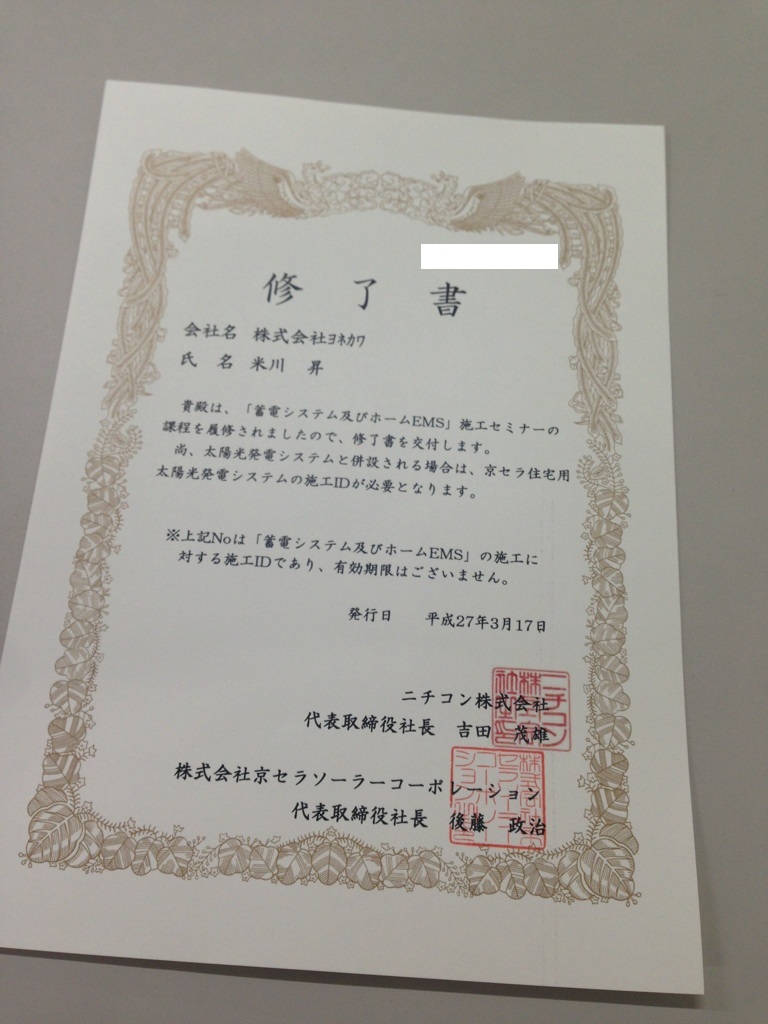 修了書
会社名 株式会社ﾖﾈｶﾜ
氏 名 米川 昇
貴殿は、「蓄電システム及びホームEMS」施工セミナーの
課程を履修されましたので、修了書を交付します。
尚、太陽光発電システムと併設される場合は、京セラ住宅用
太陽光発電システムの施工IDが必要となります。
※上記Noは「蓄電システム及びホームEMS」の施工に
対する施工IDであり、有効期限はございません。
発行日 平成27年3月17日
ニチコン株式会社
代表取締役社長 吉田 茂雄
株式会社京セラソーラーコーポレーション
代表取締役社長 後藤 政治